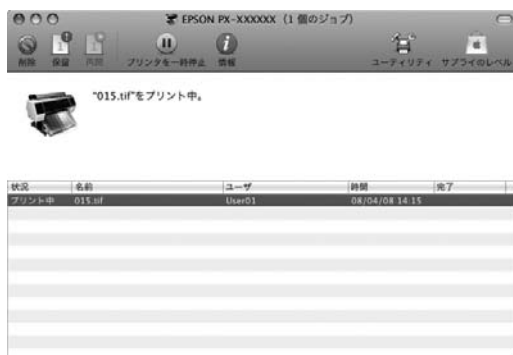 EPSON PX-XXXXXX (1 個のジョブ)
削除 保留 再開 プリンタを一時停止 情報 ユーティリティ サプライのレベル
"015.tif"をプリント中。
状況 名前 ユーザ 時間 完了
プリント中 015.tif User01 08/04/08 14:15